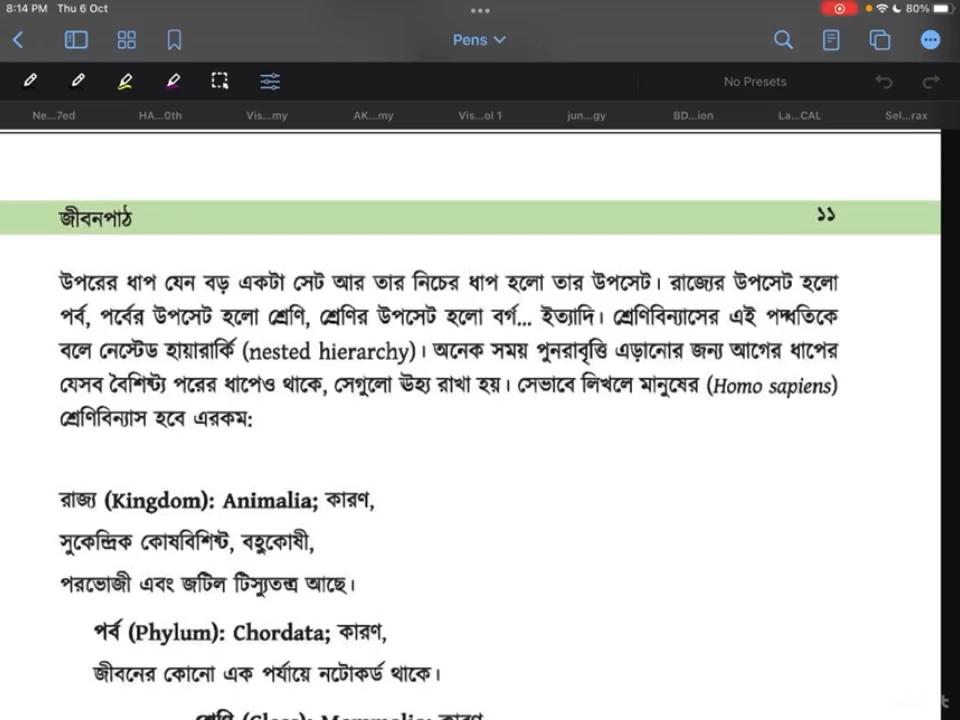 8:14 PM Thu 6 Oct
80%
Pens
No Presets
Ne...7ed HA...0th Vis...my AK...my Vis...ol 1 jun...gy BD...ion La...CAL Sel...rax
জীবনপাঠ ১১
উপরের ধাপ যেন বড় একটা সেট আর তার নিচের ধাপ হলো তার উপসেট। রাজ্যের উপসেট হলো
পর্ব, পর্বের উপসেট হলো শ্রেণি, শ্রেণির উপসেট হলো বর্গ... ইত্যাদি। শ্রেণিবিন্যাসের এই পদ্ধতিকে
বলে নেস্টেড হায়ারার্কি (nested hierarchy)। অনেক সময় পুনরাবৃত্তি এড়ানোর জন্য আগের ধাপের
যেসব বৈশিষ্ট্য পরের ধাপেও থাকে, সেগুলো ঊহ্য রাখা হয়। সেভাবে লিখলে মানুষের (Homo sapiens)
শ্রেণিবিন্যাস হবে এরকম:
রাজ্য (Kingdom): Animalia; কারণ,
সুকেন্দ্রিক কোষবিশিষ্ট, বহুকোষী,
পরভোজী এবং জটিল টিস্যুতন্ত্র আছে।
পর্ব (Phylum): Chordata; কারণ,
জীবনের কোনো এক পর্যায়ে নটোকর্ড থাকে।
শ্রেণি (Class): Mammalia; কারণ